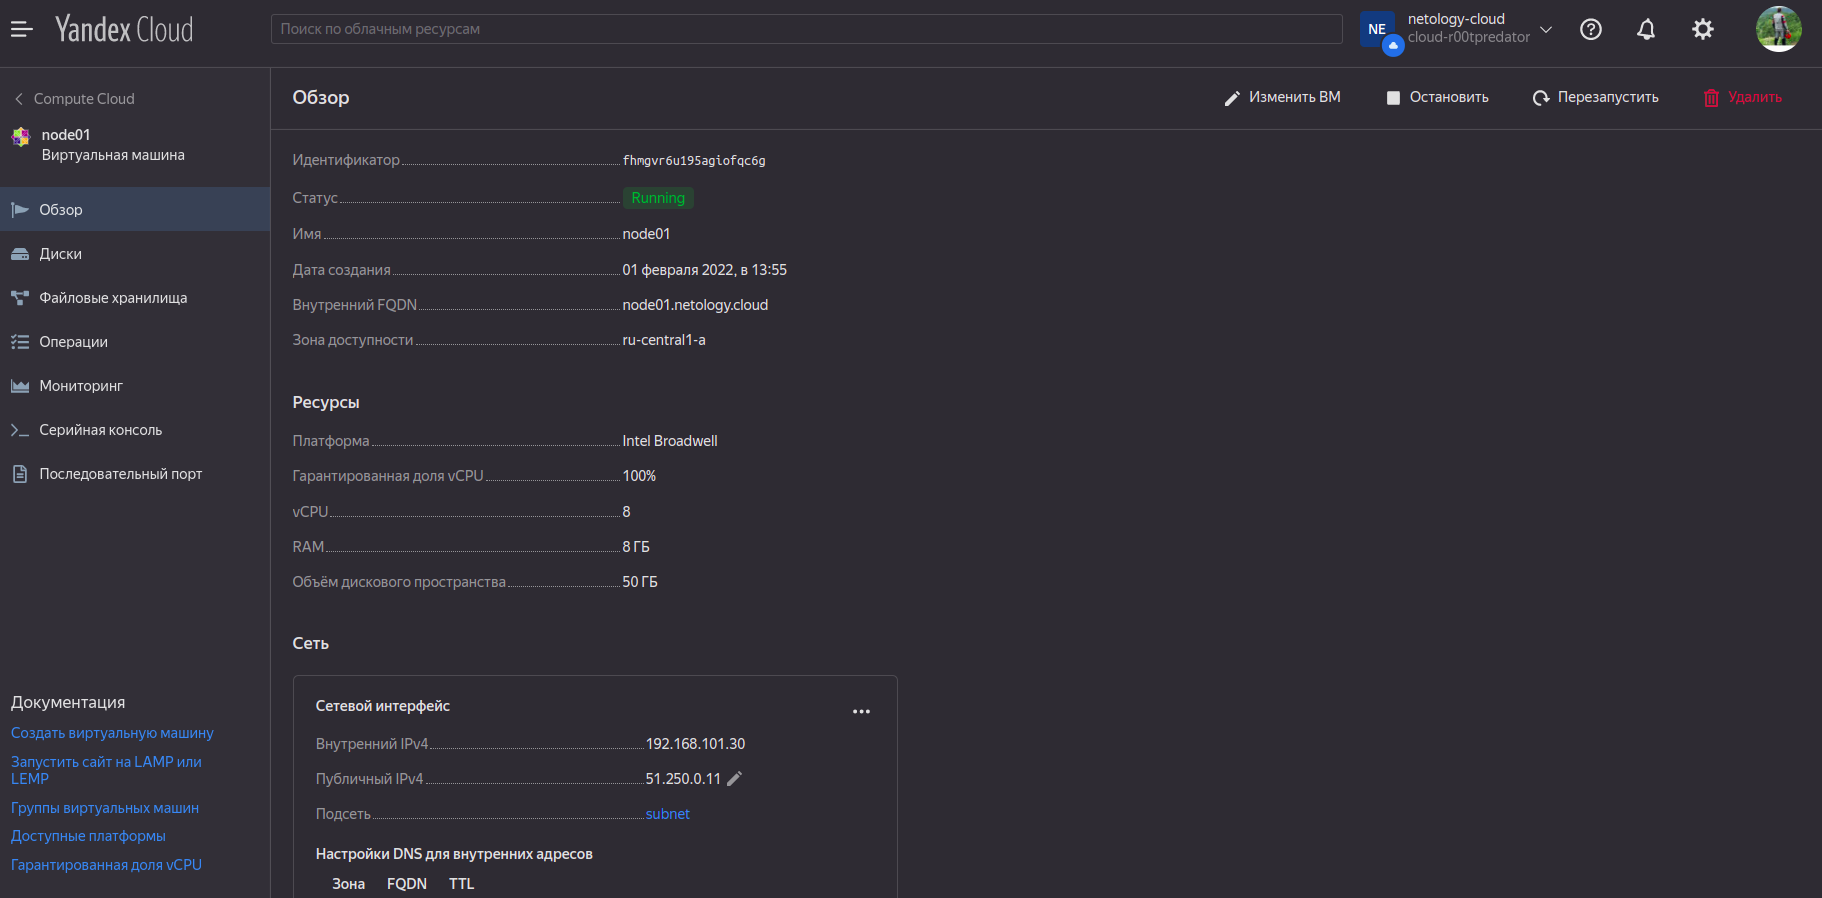 Yandex Cloud
Поиск по облачным ресурсам
NE
netology-cloud
cloud-r00tpredator
Compute Cloud
node01
Виртуальная машина
Обзор
Диски
Файловые хранилища
Операции
Мониторинг
Серийная консоль
Последовательный порт
Документация
Создать виртуальную машину
Запустить сайт на LAMP или
LEMP
Группы виртуальных машин
Доступные платформы
Гарантированная доля vCPU
Обзор
Изменить ВМ
Остановить
Перезапустить
Удалить
Идентификатор fhmgvr6u195agiofqc6g
Статус Running
Имя node01
Дата создания 01 февраля 2022, в 13:55
Внутренний FQDN node01.netology.cloud
Зона доступности ru-central1-a
Ресурсы
Платформа Intel Broadwell
Гарантированная доля vCPU 100%
vCPU 8
RAM 8 ГБ
Объём дискового пространства 50 ГБ
Сеть
Сетевой интерфейс
Внутренний IPv4 192.168.101.30
Публичный IPv4 51.250.0.11
Подсеть subnet
Настройки DNS для внутренних адресов
Зона FQDN TTL